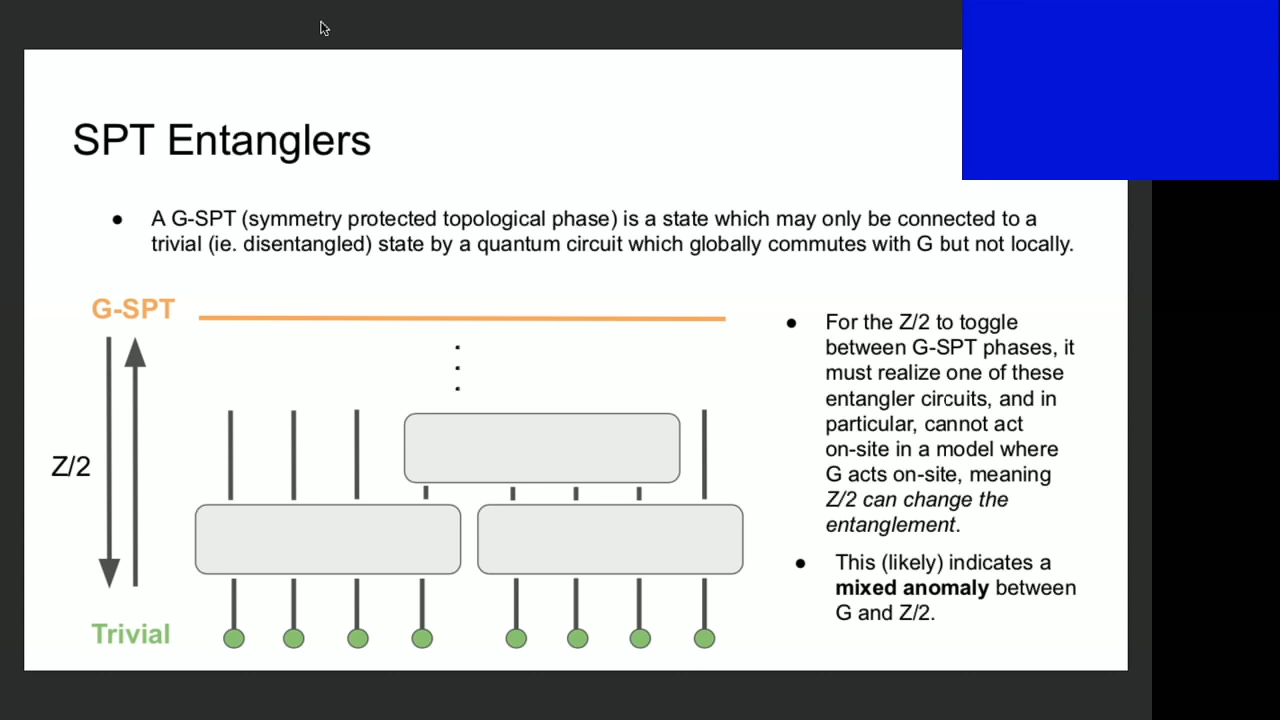 SPT Entanglers
● A G-SPT (symmetry protected topological phase) is a state which may only be connected to a
trivial (ie. disentangled) state by a quantum circuit which globally commutes with G but not locally.
G-SPT
Z/2
Trivial
● For the Z/2 to toggle
between G-SPT phases, it
must realize one of these
entangler circuits, and in
particular, cannot act
on-site in a model where
G acts on-site, meaning
Z/2 can change the
entanglement.
● This (likely) indicates a
mixed anomaly between
G and Z/2.